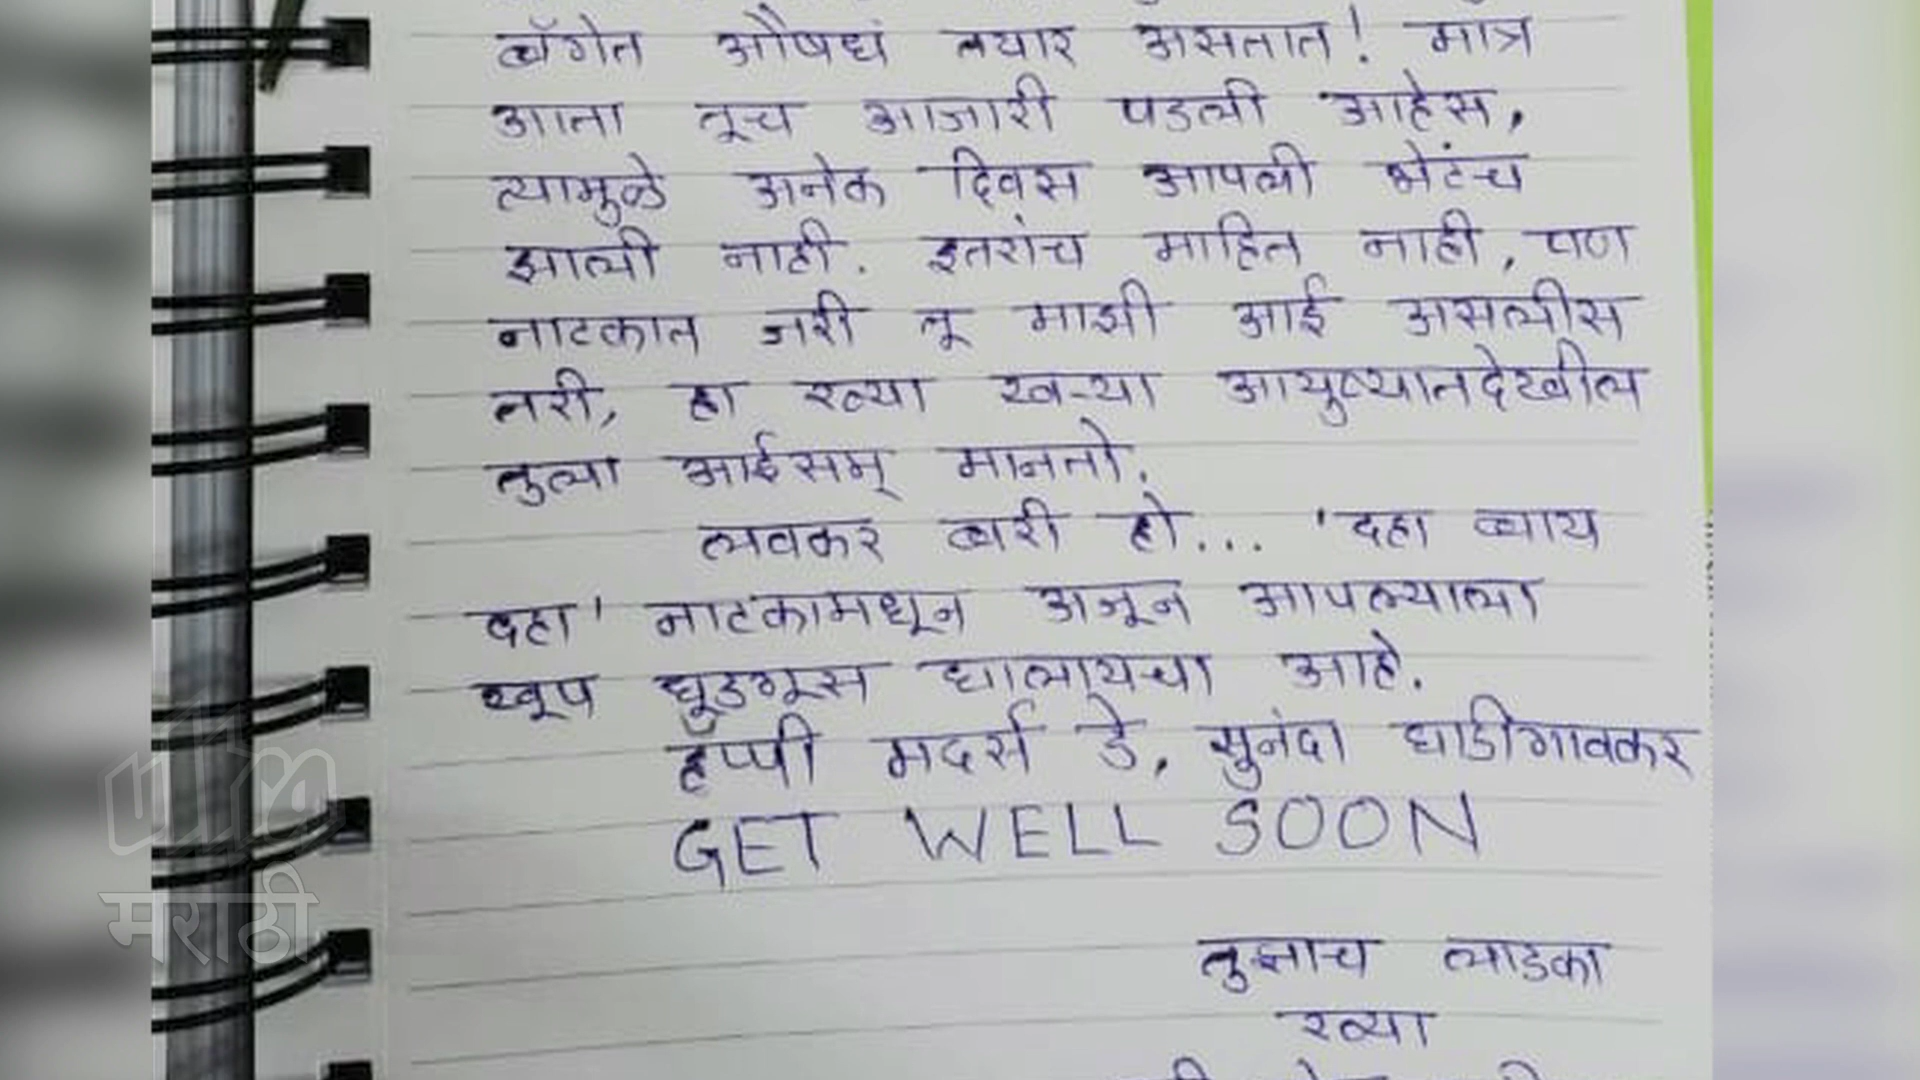 बॅगेत औषधं तयार असतात! मात्र
आता तूच आजारी पडली आहेस,
त्यामुळे अनेक दिवस आपली भेटंच
झाली नाही. इतरांच माहित नाही, पण
नाटकात जरी तू माझी आई असलीस
तरी, हा रव्या खऱ्या आयुष्यातदेखील
तुला आईसम् मानतो.
लवकर बरी हो... 'दहा बाय
दहा' नाटकामधून अजून आपल्याला
खूप धूडगूस घालायचा आहे.
हॅप्पी मदर्स डे, सुनंदा घाडीगावकर
GET WELL SOON
तुझाच लाडका
रव्या
मराठी